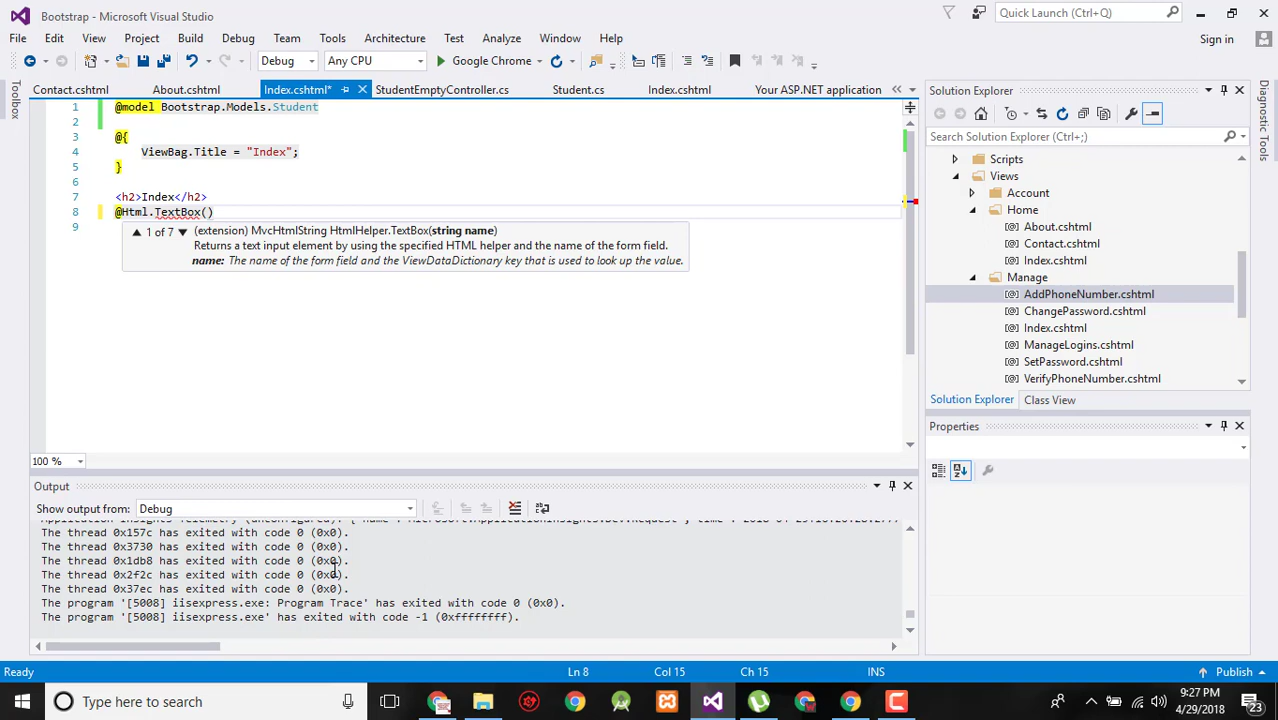 Bootstrap - Microsoft Visual Studio
Quick Launch (Ctrl+Q)
File Edit View Project Build Debug Team Tools Architecture Test Analyze Window Help
Sign in
Debug Any CPU Google Chrome
Contact.cshtml About.cshtml Index.cshtml* StudentEmptyController.cs Student.cs Index.cshtml Your ASP.NET application
Toolbox
Diagnostic Tools
1 @model Bootstrap.Models.Student
2
3 @{
4 ViewBag.Title = "Index";
5 }
6
7 <h2>Index</h2>
8 @Html.TextBox()
9
1 of 7 (extension) MvcHtmlString HtmlHelper.TextBox(string name)
Returns a text input element by using the specified HTML helper and the name of the form field.
name: The name of the form field and the ViewDataDictionary key that is used to look up the value.
100 %
Solution Explorer
Search Solution Explorer (Ctrl+;)
Scripts
Views
Account
Home
About.cshtml
Contact.cshtml
Index.cshtml
Manage
AddPhoneNumber.cshtml
ChangePassword.cshtml
Index.cshtml
ManageLogins.cshtml
SetPassword.cshtml
VerifyPhoneNumber.cshtml
Solution Explorer Class View
Properties
Output
Show output from: Debug
The thread 0x157c has exited with code 0 (0x0).
The thread 0x3730 has exited with code 0 (0x0).
The thread 0x1db8 has exited with code 0 (0x0).
The thread 0x2f2c has exited with code 0 (0x0).
The thread 0x37ec has exited with code 0 (0x0).
The program '[5008] iisexpress.exe: Program Trace' has exited with code 0 (0x0).
The program '[5008] iisexpress.exe' has exited with code -1 (0xffffffff).
Ready Ln 8 Col 15 Ch 15 INS Publish
Type here to search
9:27 PM
4/29/2018
23